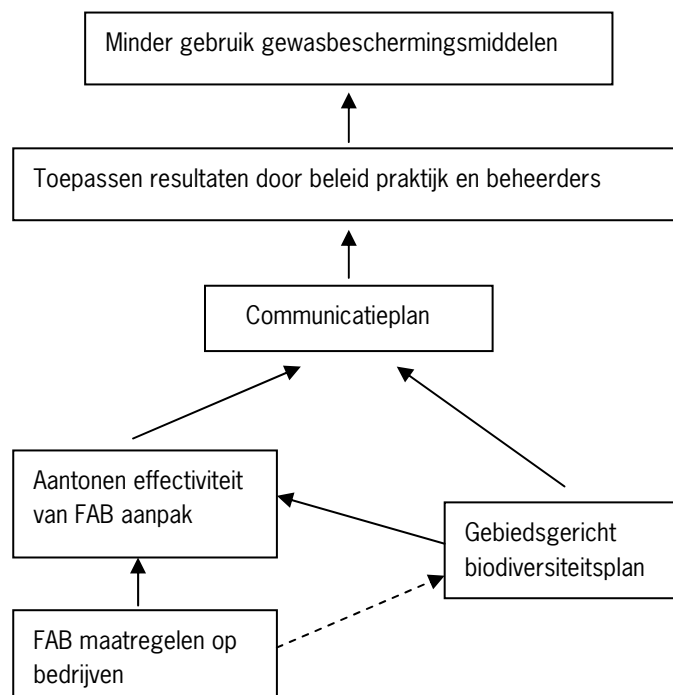 Minder gebruik gewasbeschermingsmiddelen
Toepassen resultaten door beleid praktijk en beheerders
Communicatieplan
Aantonen effectiviteit
van FAB aanpak
Gebiedsgericht
biodiversiteitsplan
FAB maatregelen op
bedrijven